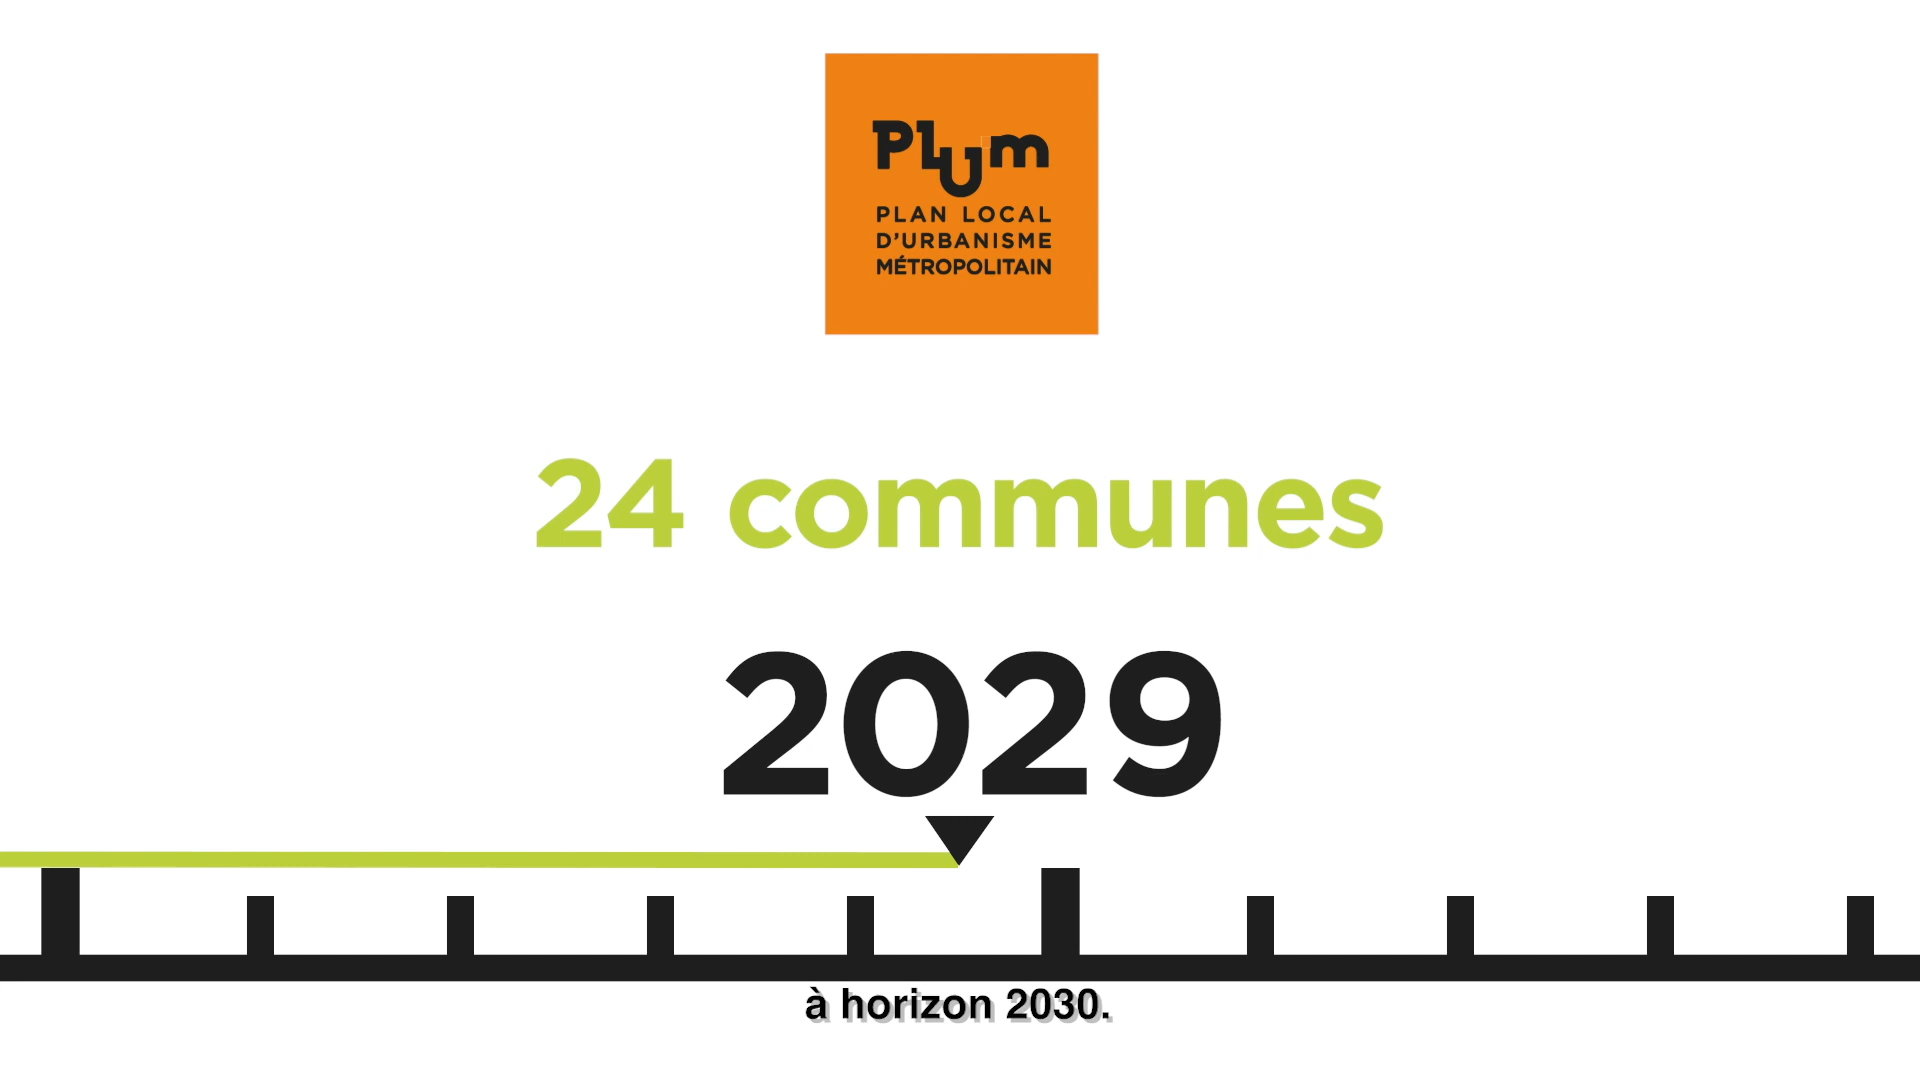 PLUm
PLAN LOCAL
D'URBANISME
MÉTROPOLITAIN
24 communes
2029
à horizon 2030.